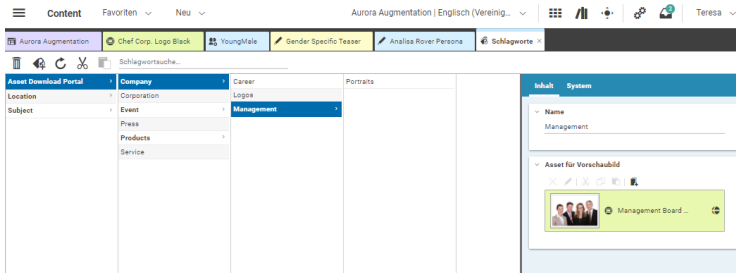 Content Favoriten Neu Aurora Augmentation | Englisch (Vereinig... 2 Teresa
Aurora Augmentation Chef Corp. Logo Black YoungMale Gender Specific Teaser Analisa Rover Persona Schlagworte
Schlagwortsuche...
Asset Download Portal Company Career Portraits
Location Corporation Logos
Subject Event Management
Press
Products
Service
Inhalt System
Name
Management
Asset für Vorschaubild
Management Board ...